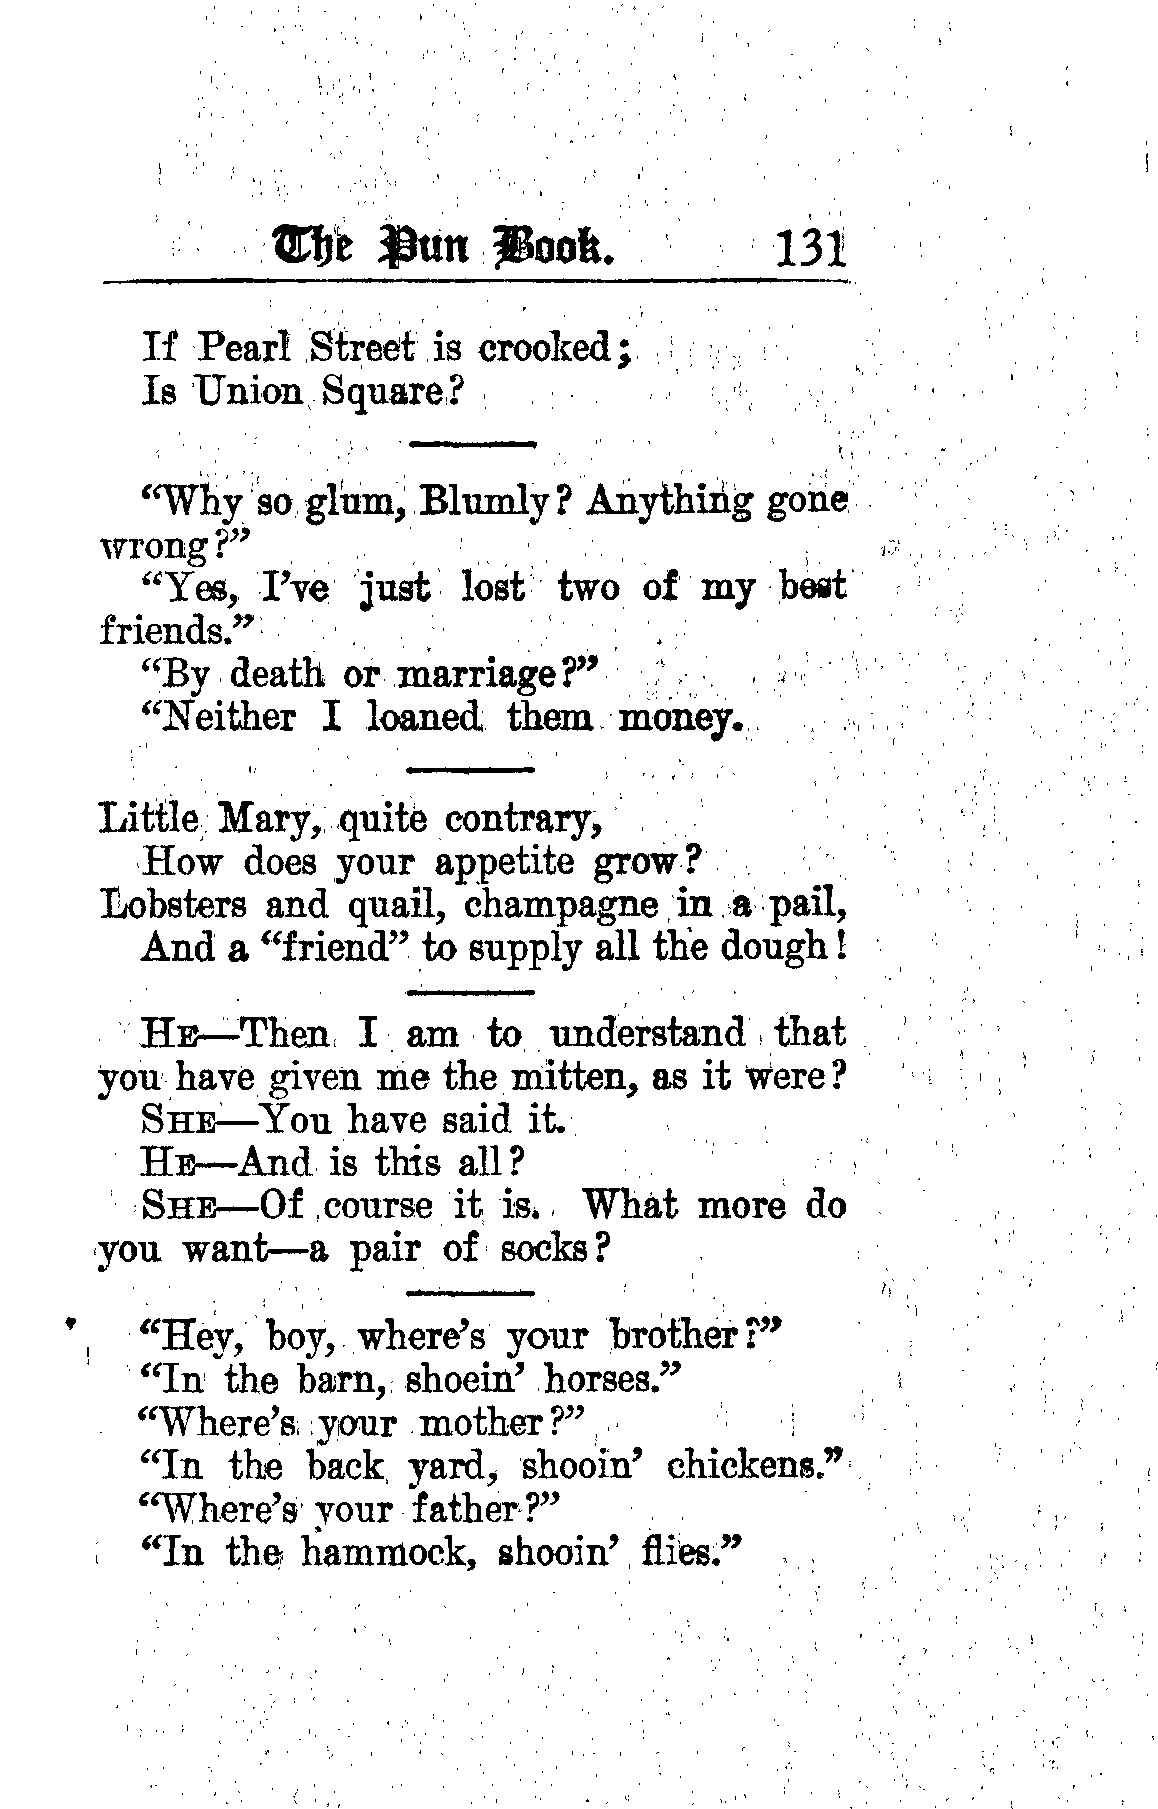 The Pun Book. 131
If Pearl Street is crooked;
Is Union Square?
“Why so glum, Blumly? Anything gone
wrong?”
“Yes, I’ve just lost two of my best
friends.”
“By death or marriage?”
“Neither I loaned them money.
Little Mary, quite contrary,
How does your appetite grow?
Lobsters and quail, champagne in a pail,
And a “friend” to supply all the dough!
HE—Then I am to understand that
you have given me the mitten, as it were?
SHE—You have said it.
HE—And is this all?
SHE—Of course it is. What more do
you want—a pair of socks?
“Hey, boy, where’s your brother?”
“In the barn, shoein’ horses.”
“Where’s your mother?”
“In the back yard, shooin’ chickens.”
“Where’s your father?”
“In the hammock, shooin’ flies.”